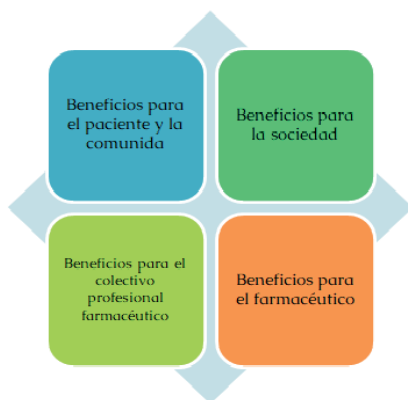 Beneficios para
el paciente y la
comunida
Beneficios para
la sociedad
Beneficios para el
colectivo
profesional
farmacéutico
Beneficios para
el farmacéutico